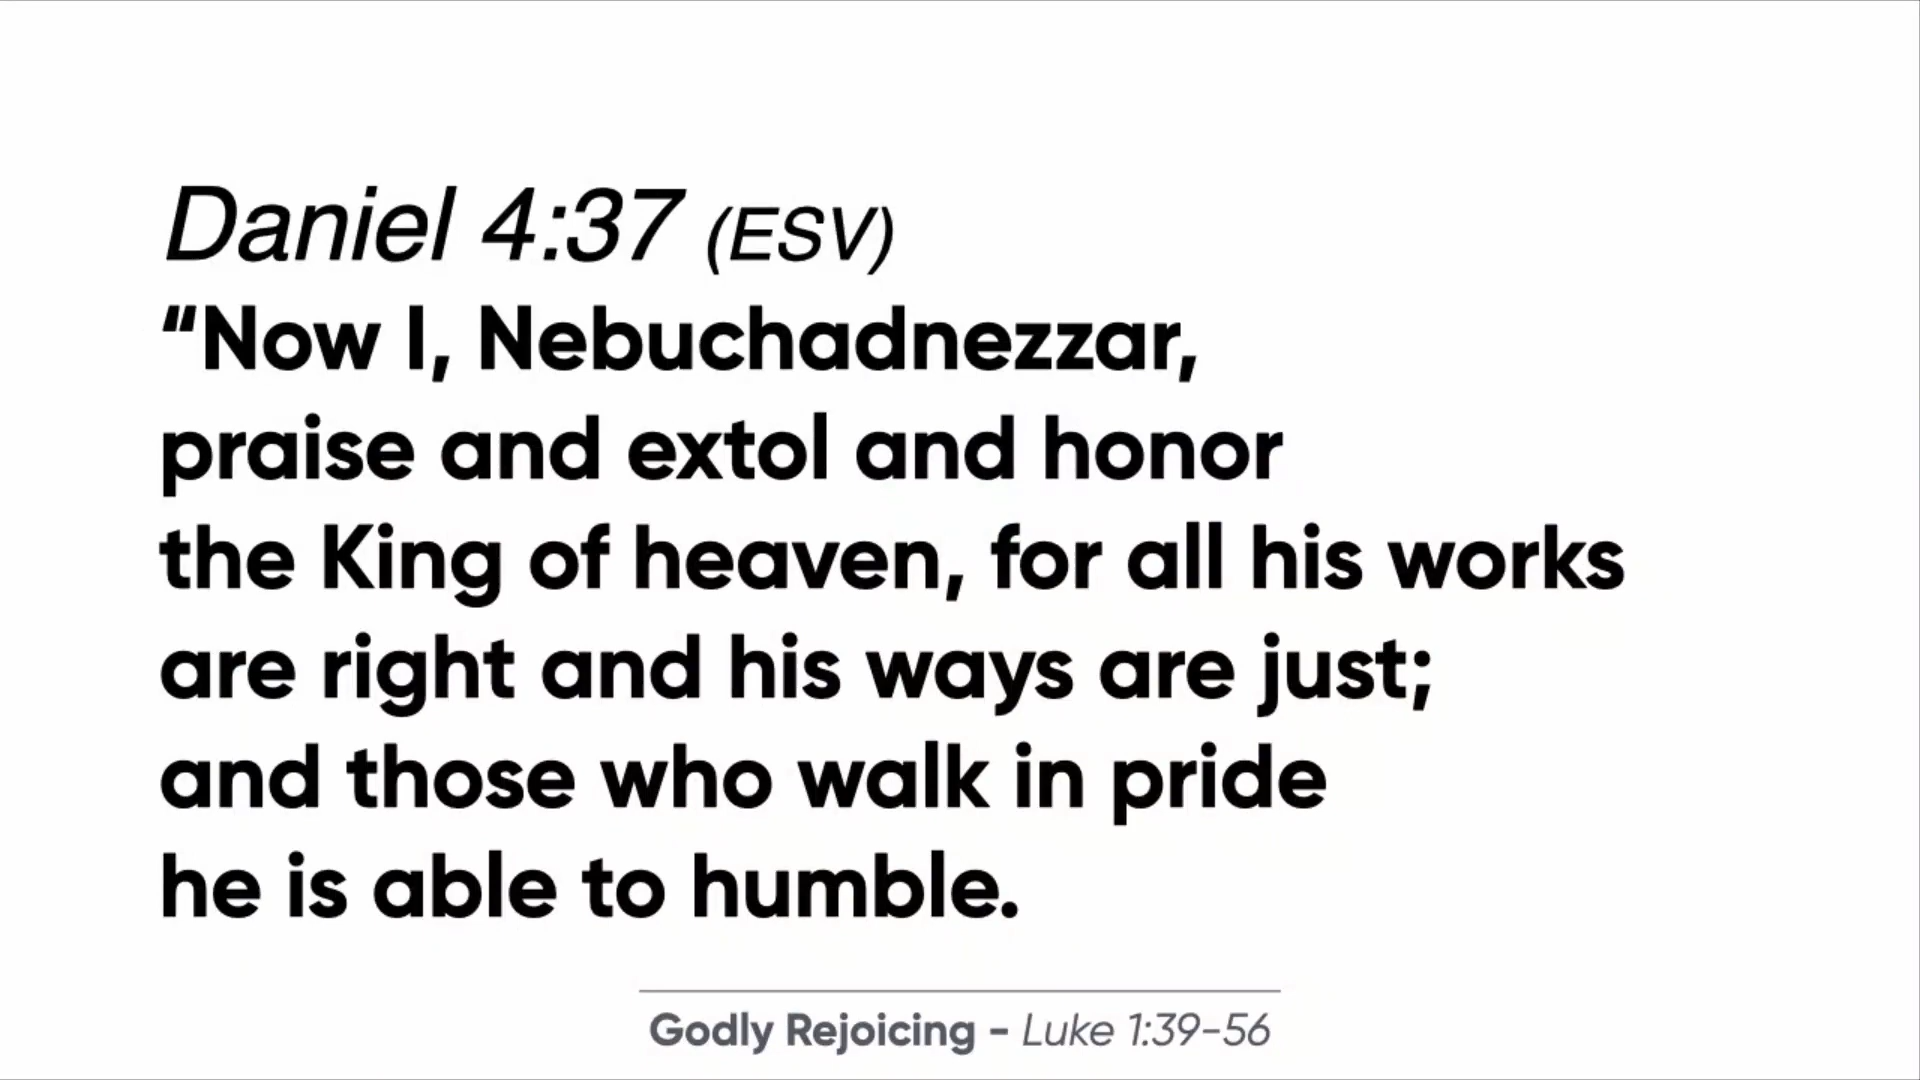 Daniel 4:37 (ESV)
“Now I, Nebuchadnezzar,
praise and extol and honor
the King of heaven, for all his works
are right and his ways are just;
and those who walk in pride
he is able to humble.
Godly Rejoicing - Luke 1:39-56